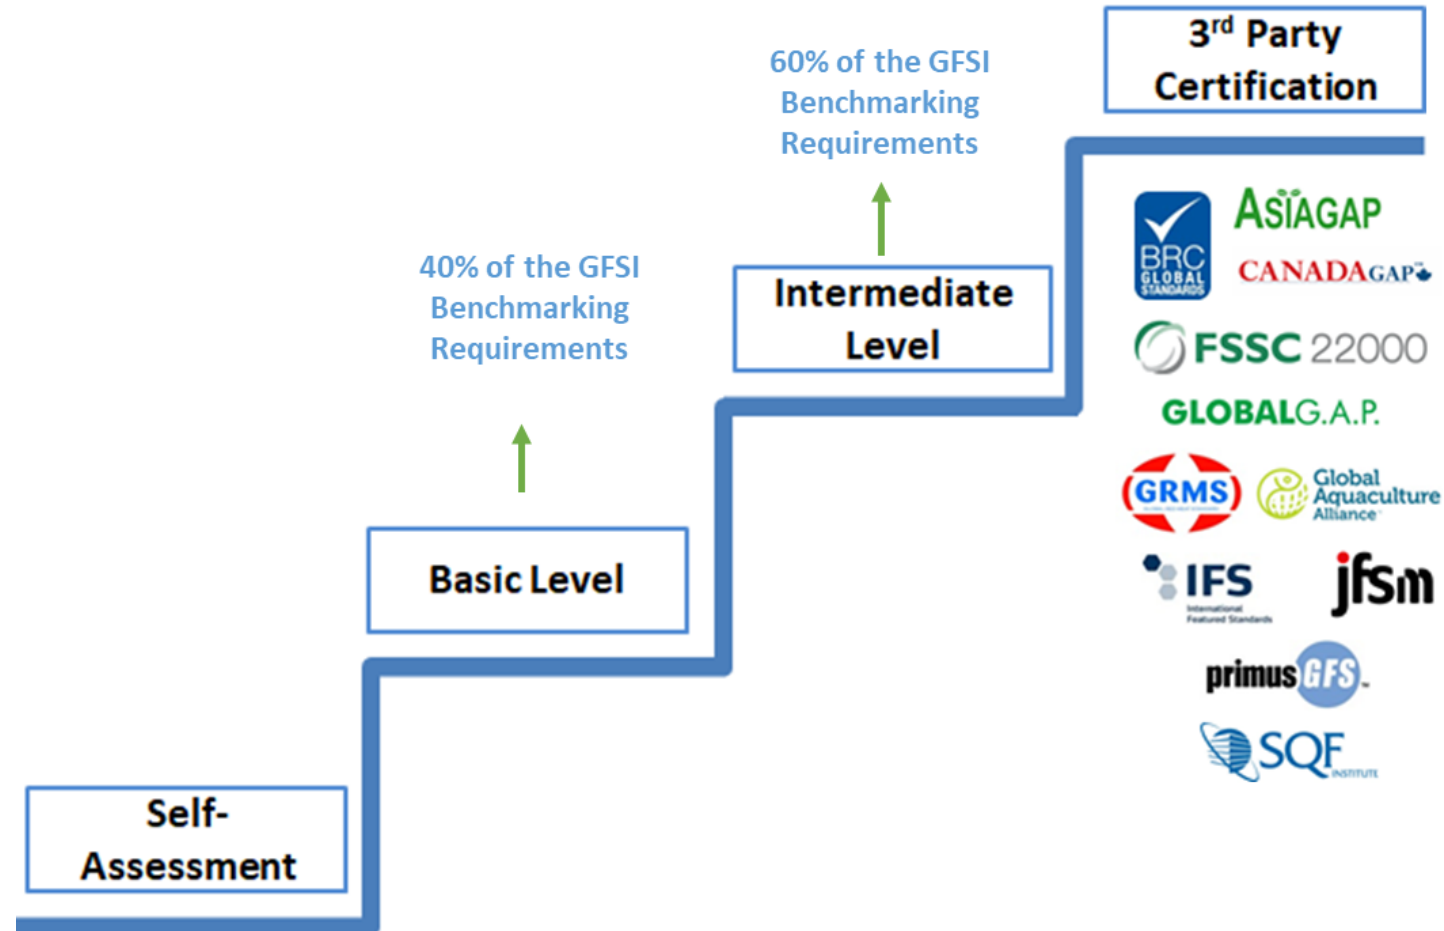 3rd Party
Certification
60% of the GFSI
Benchmarking
Requirements
40% of the GFSI
Benchmarking
Requirements
Intermediate
Level
Basic Level
Self-
Assessment
BRC
GLOBAL
STANDARDS
ASÏAGAP
CANADAGAP
FSSC 22000
GLOBALG.A.P.
GRMS
Global
Aquaculture
Alliance
IFS
International
Featured Standards
jfsm
primusGFS
SQF
INSTITUTE